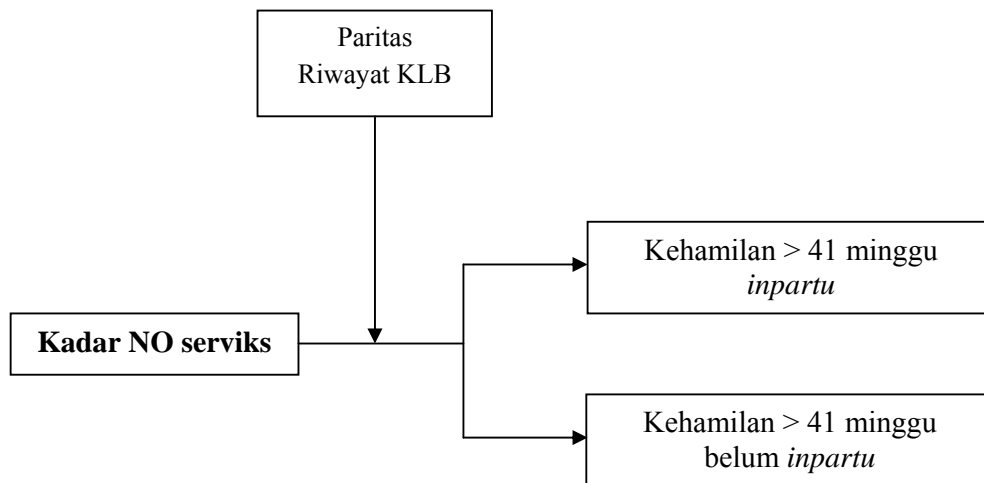 Paritas
Riwayat KLB
Kehamilan > 41 minggu
inpartu
Kadar NO serviks
Kehamilan > 41 minggu
belum inpartu